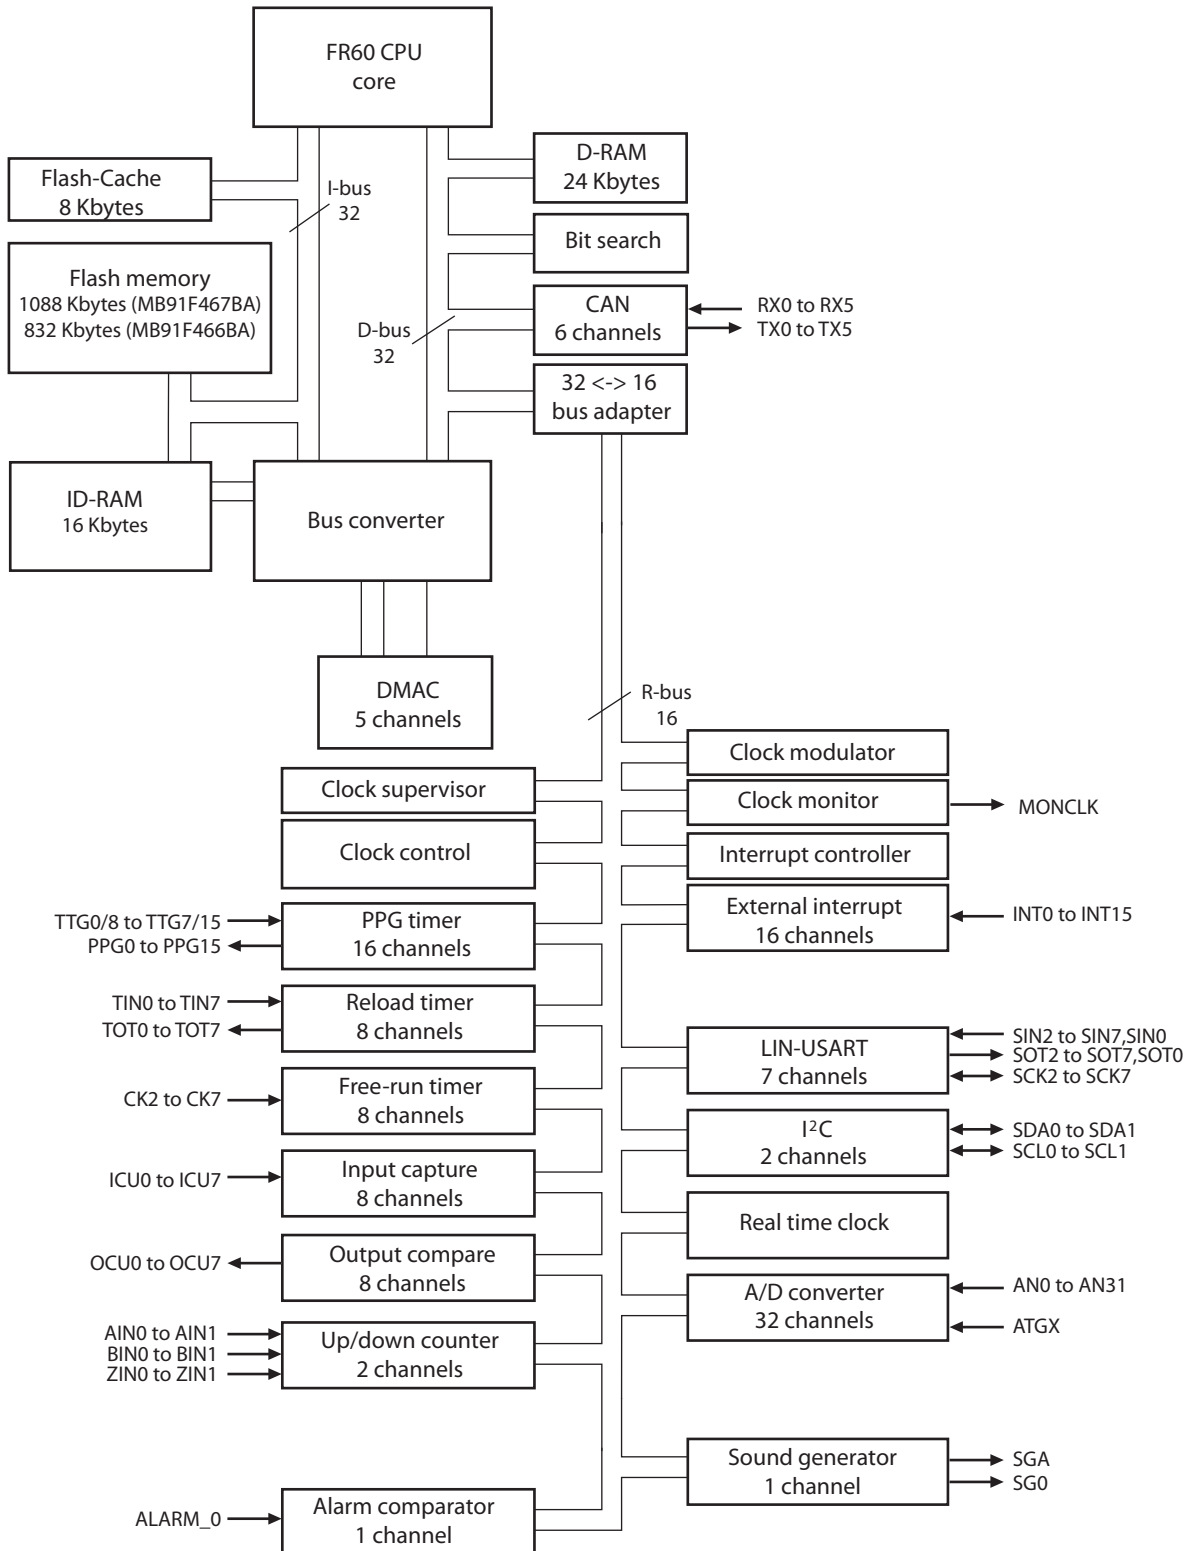 FR60 CPU
core
Flash-Cache
8 Kbytes
I-bus
32
D-RAM
24 Kbytes
Bit search
Flash memory
1088 Kbytes (MB91F467BA)
832 Kbytes (MB91F466BA)
D-bus
32
CAN
6 channels
RX0 to RX5
TX0 to TX5
32 <-> 16
bus adapter
ID-RAM
16 Kbytes
Bus converter
DMAC
5 channels
R-bus
16
Clock modulator
Clock supervisor
Clock monitor
MONCLK
Clock control
Interrupt controller
TTG0/8 to TTG7/15
PPG0 to PPG15
PPG timer
16 channels
External interrupt
16 channels
INT0 to INT15
TIN0 to TIN7
TOT0 to TOT7
Reload timer
8 channels
LIN-USART
7 channels
SIN2 to SIN7,SIN0
SOT2 to SOT7,SOT0
SCK2 to SCK7
CK2 to CK7
Free-run timer
8 channels
I²C
2 channels
SDA0 to SDA1
SCL0 to SCL1
ICU0 to ICU7
Input capture
8 channels
Real time clock
OCU0 to OCU7
Output compare
8 channels
A/D converter
32 channels
AN0 to AN31
ATGX
AIN0 to AIN1
BIN0 to BIN1
ZIN0 to ZIN1
Up/down counter
2 channels
Sound generator
1 channel
SGA
SG0
ALARM_0
Alarm comparator
1 channel